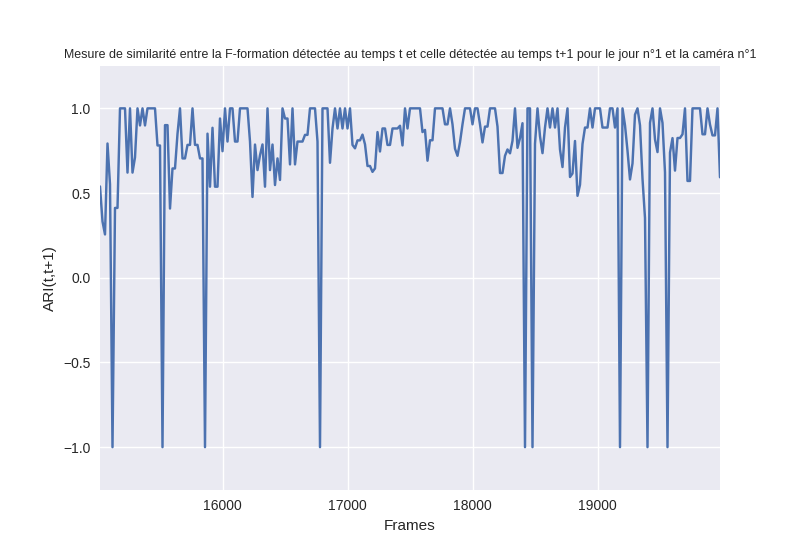 Mesure de similarité entre la F-formation détectée au temps t et celle détectée au temps t+1 pour le jour n°1 et la caméra n°1
1.0
0.5
0.0
−0.5
−1.0
ARI(t,t+1)
16000 17000 18000 19000
Frames